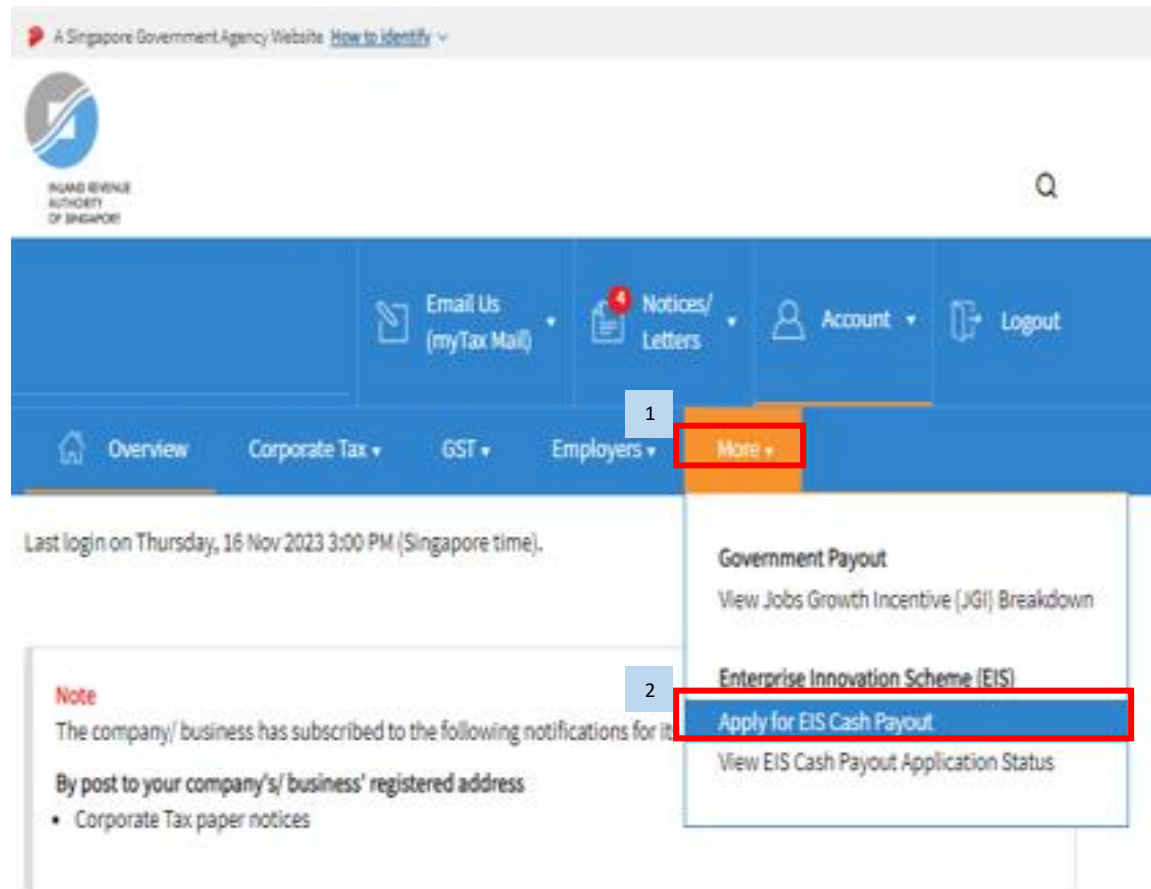 A Singapore Government Agency Website How to identify
INLAND REVENUE
AUTHORITY
OF SINGAPORE
Email Us
(myTax Mail)
4
Notices/
Letters
Account
Logout
1
Overview
Corporate Tax
GST
Employers
More
Last login on Thursday, 16 Nov 2023 3:00 PM (Singapore time).
Government Payout
View Jobs Growth Incentive (JGI) Breakdown
Enterprise Innovation Scheme (EIS)
2
Apply for EIS Cash Payout
View EIS Cash Payout Application Status
Note
The company/ business has subscribed to the following notifications for it
By post to your company's/ business' registered address
• Corporate Tax paper notices